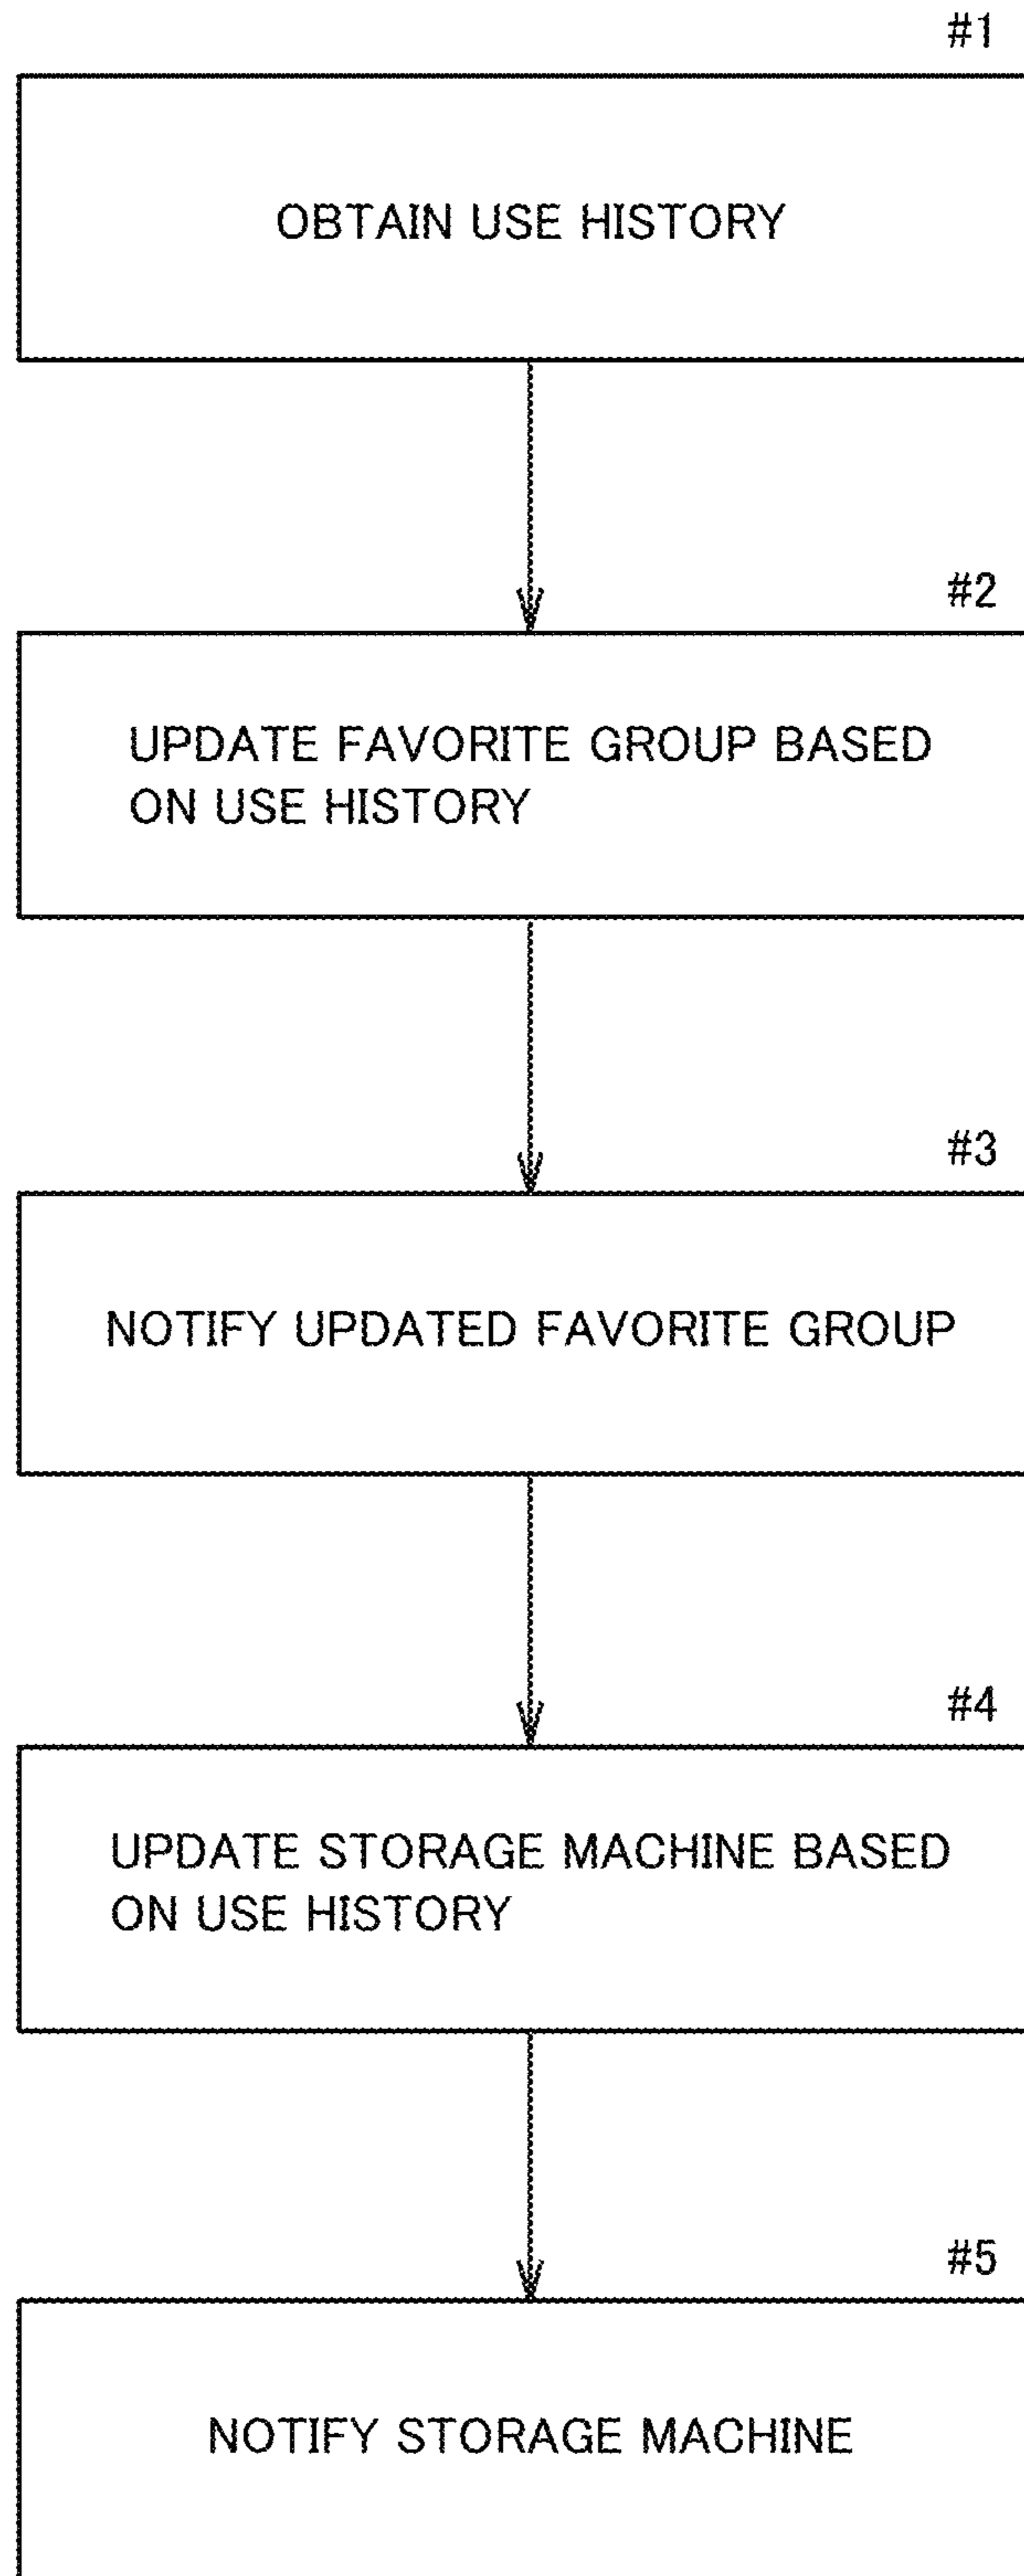 #1
OBTAIN USE HISTORY
#2
UPDATE FAVORITE GROUP BASED
ON USE HISTORY
#3
NOTIFY UPDATED FAVORITE GROUP
#4
UPDATE STORAGE MACHINE BASED
ON USE HISTORY
#5
NOTIFY STORAGE MACHINE